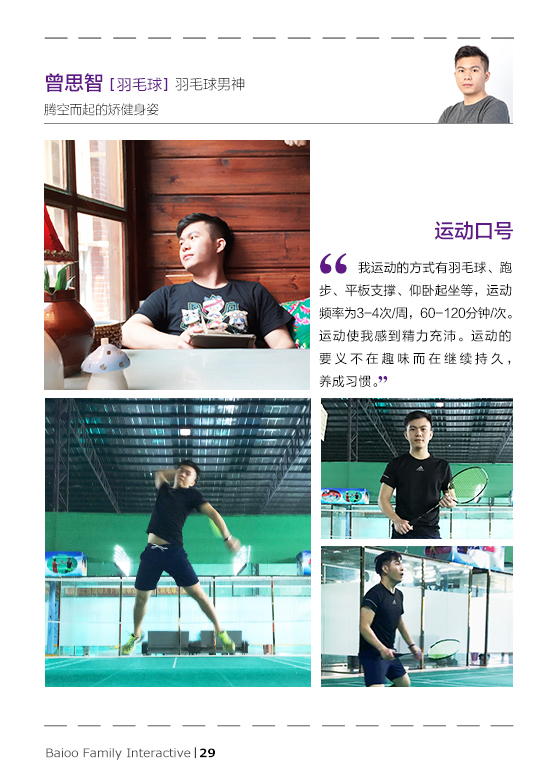 曾思智 [羽毛球] 羽毛球男神
腾空而起的矫健身姿
运动口号
“ 我运动的方式有羽毛球、跑
步、平板支撑、仰卧起坐等，运动
频率为3-4次/周，60-120分钟/次。
运动使我感到精力充沛。运动的
要义不在趣味而在继续持久，
养成习惯。”
adidas
Baioo Family Interactive | 29